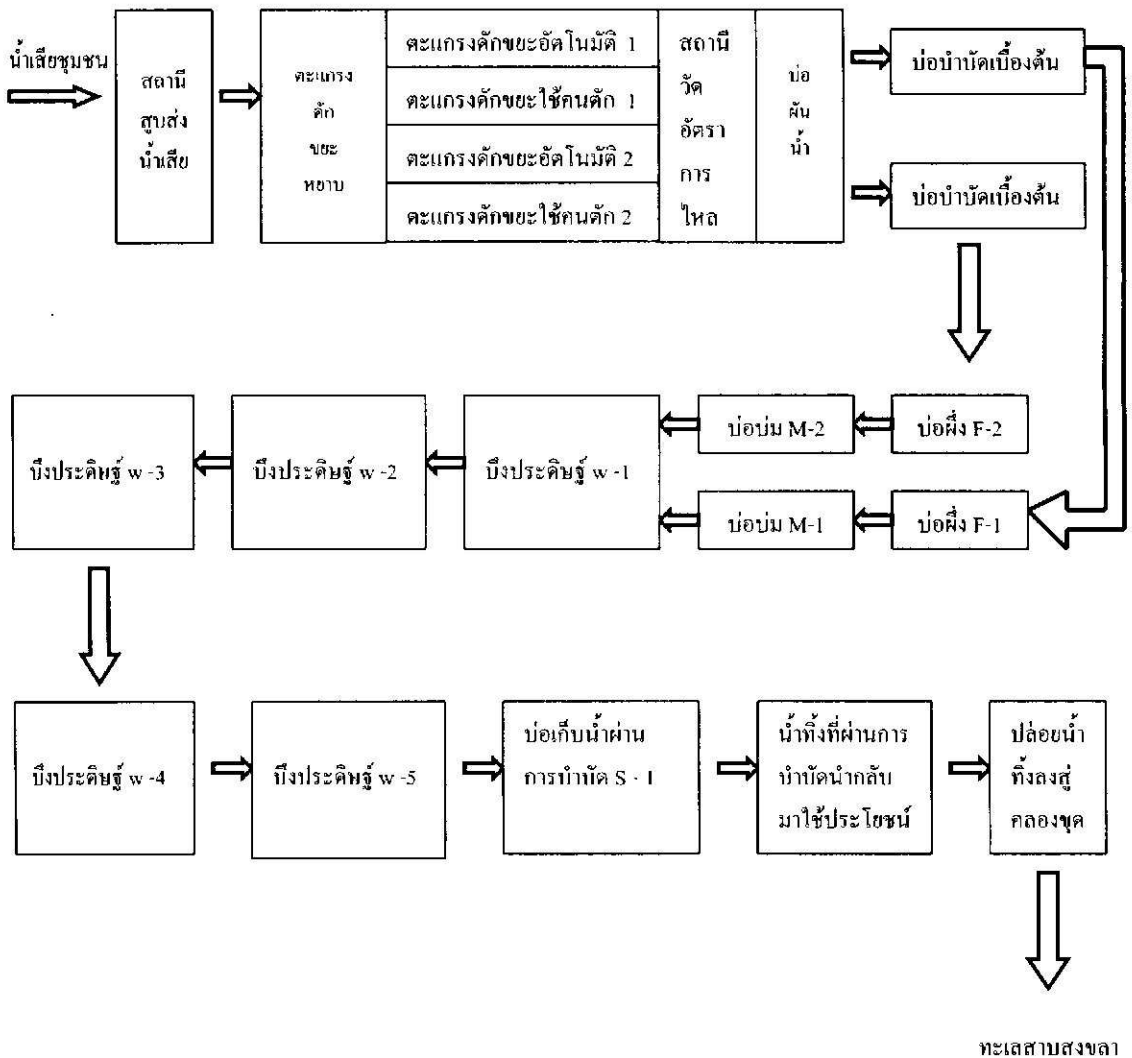 น้ำเสียชุมชน
สถานี
สูบส่ง
น้ำเสีย
ตะแกรง
ดัก
ขยะ
หยาบ
ตะแกรงดักขยะอัตโนมัติ 1
ตะแกรงดักขยะใช้คนตัก 1
ตะแกรงดักขยะอัตโนมัติ 2
ตะแกรงดักขยะใช้คนตัก 2
สถานี
วัด
อัตรา
การ
ไหล
บ่อ
ผัน
น้ำ
บ่อบำบัดเบื้องต้น
บ่อบำบัดเบื้องต้น
บึงประดิษฐ์ w -3
บึงประดิษฐ์ w -2
บึงประดิษฐ์ w -1
บ่อบ่ม M-2
บ่อผึ่ง F-2
บ่อบ่ม M-1
บ่อผึ่ง F-1
บึงประดิษฐ์ w -4
บึงประดิษฐ์ w -5
บ่อเก็บน้ำผ่าน
การบำบัด S - 1
น้ำทิ้งที่ผ่านการ
บำบัดนำกลับ
มาใช้ประโยชน์
ปล่อยน้ำ
ทิ้งลงสู่
คลองขุด
ทะเลสาบสงขลา